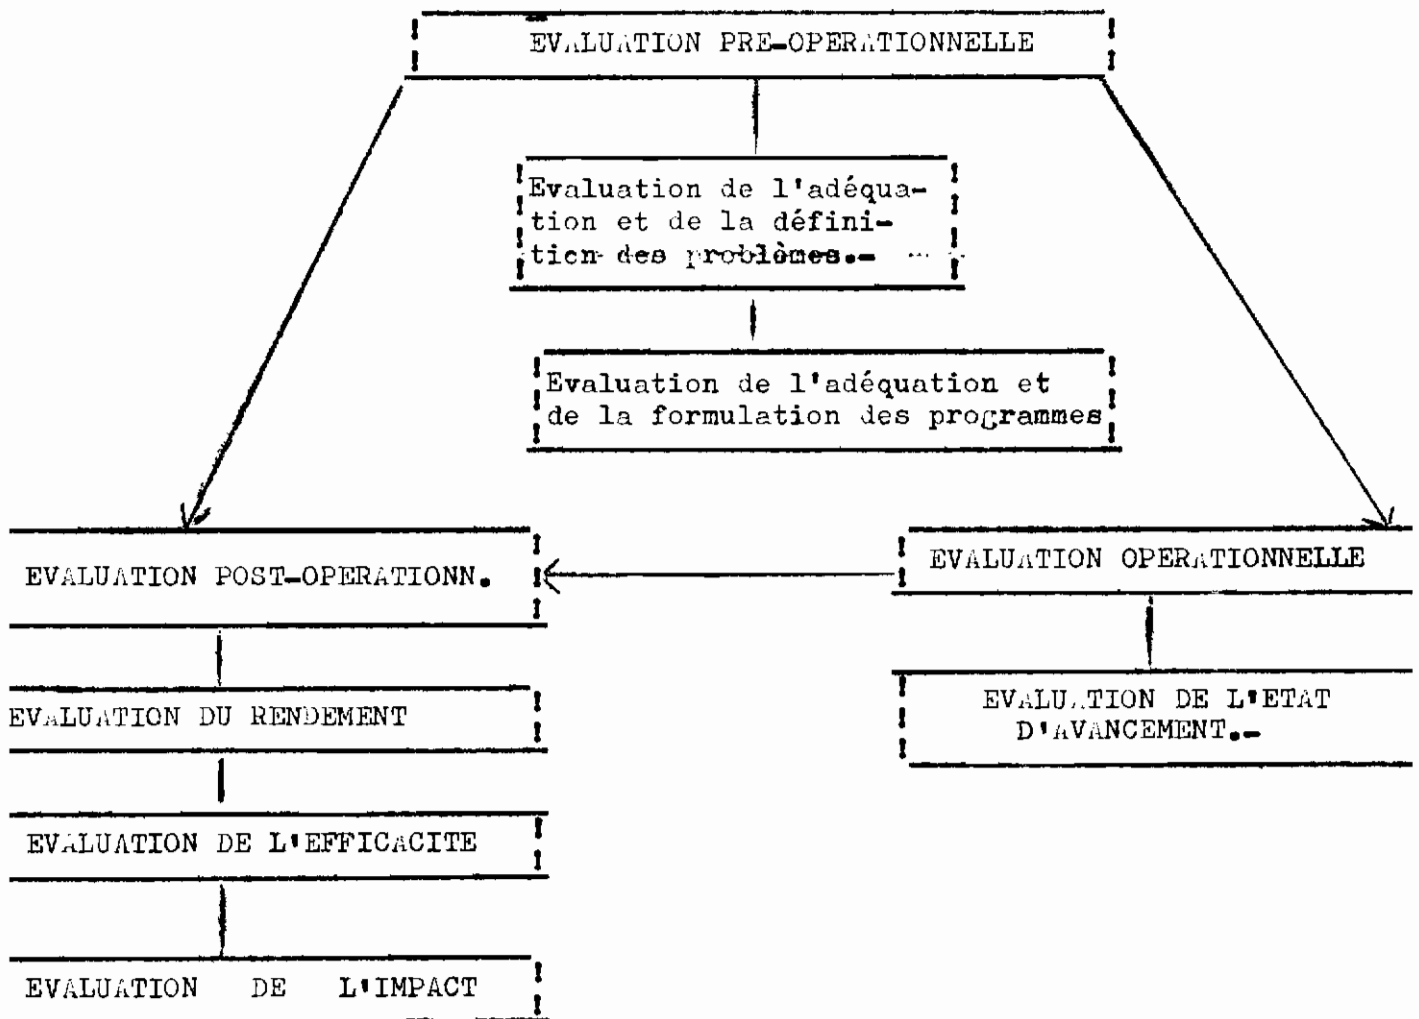 EVALUATION PRE-OPERATIONNELLE
Evaluation de l'adéqua-
tion et de la défini-
tion des problèmes.-
Evaluation de l'adéquation et
de la formulation des programmes
EVALUATION POST-OPERATIONN.
EVALUATION OPERATIONNELLE
EVALUATION DU RENDEMENT
EVALUATION DE L'ETAT
D'AVANCEMENT.-
EVALUATION DE L'EFFICACITE
EVALUATION DE L'IMPACT